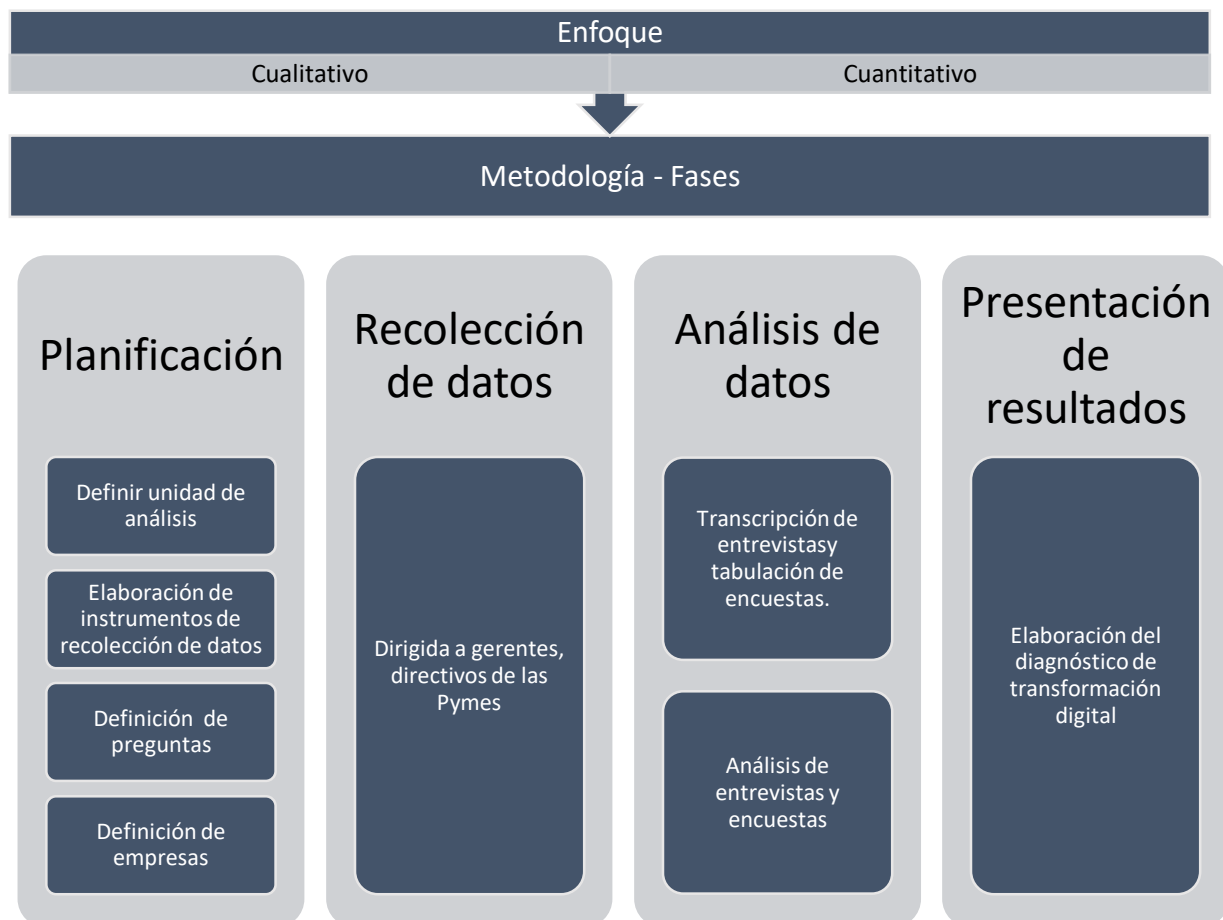 Enfoque
Cualitativo
Cuantitativo
Metodología - Fases
Planificación
Definir unidad de
análisis
Elaboración de
instrumentos de
recolección de datos
Definición de
preguntas
Definición de
empresas
Recolección
de datos
Dirigida a gerentes,
directivos de las
Pymes
Análisis de
datos
Transcripción de
entrevistasy
tabulación de
encuestas.
Análisis de
entrevistas y
encuestas
Presentación
de
resultados
Elaboración del
diagnóstico de
transformación
digital